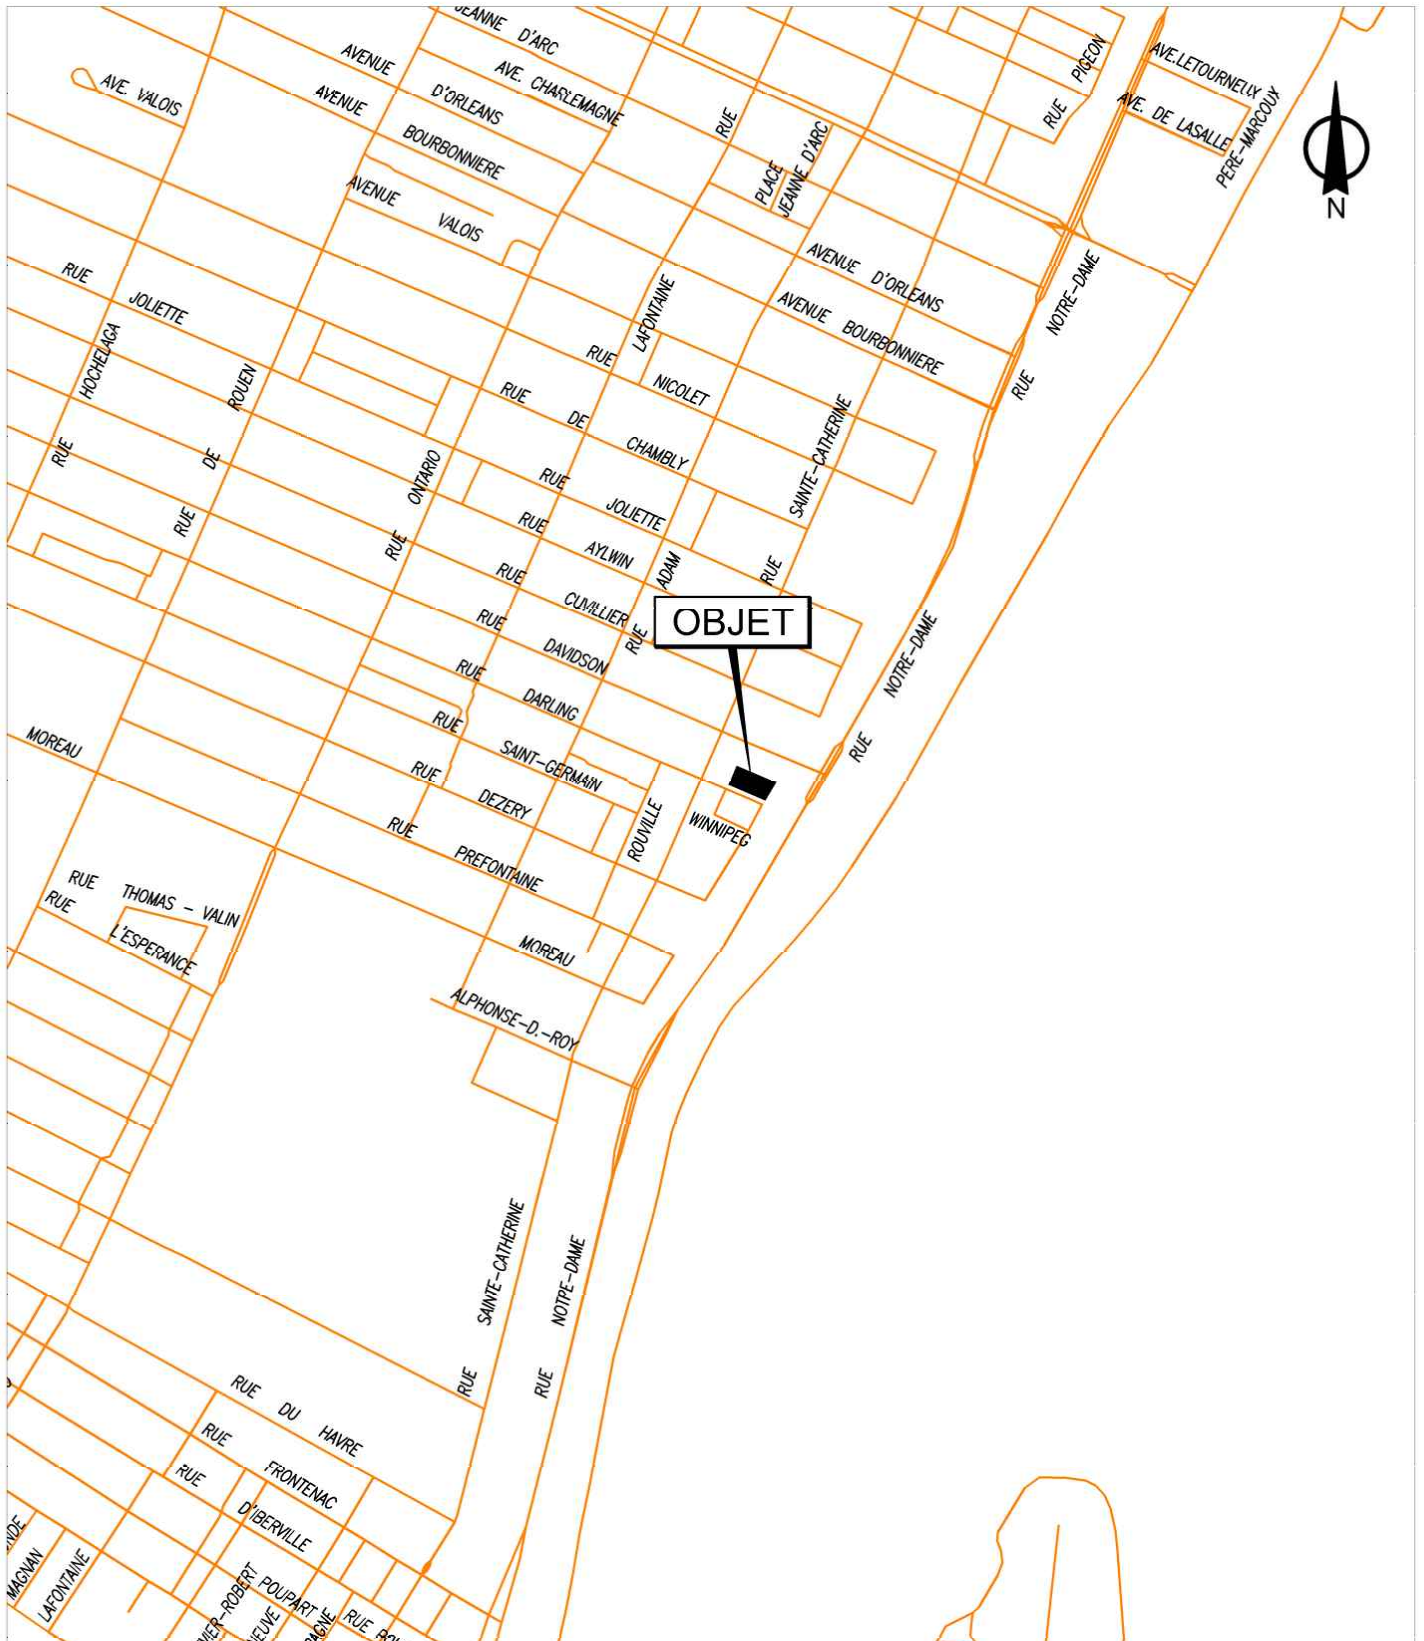 JEANNE D'ARC
AVENUE
D'ORLEANS
AVE. CHARLEMAGNE
AVE. VALOIS
AVENUE
BOURBONNIERE
AVENUE
VALOIS
RUE
LAFONTAINE
PLACE
JEANNE D'ARC
RUE
PIGEON
AVE.LETOURNEUX
AVE. DE LASALLE
PERE-MARCOUX
N
AVENUE D'ORLEANS
AVENUE BOURBONNIERE
RUE
NOTRE-DAME
RUE
JOLIETTE
RUE
HOCHELAGA
RUE
DE
ROUEN
RUE
ONTARIO
RUE
NICOLET
RUE
DE
CHAMBLY
RUE
SAINTE-CATHERINE
RUE
JOLIETTE
RUE
AYLWIN
RUE
ADAM
RUE
CUVILLIER
OBJET
RUE
DAVIDSON
RUE
DARLING
RUE
NOTRE-DAME
RUE
SAINT-GERMAIN
MOREAU
RUE
DEZERY
ROUVILLE
WINNIPEG
RUE
PREFONTAINE
RUE
THOMAS - VALIN
RUE
L'ESPERANCE
MOREAU
ALPHONSE-D.-ROY
RUE
SAINTE-CATHERINE
RUE
NOTPE-DAME
RUE
DU
HAVRE
RUE
FRONTENAC
RUE
D'IBERVILLE
MAGNAN
LAFONTAINE
POUPART
RUE